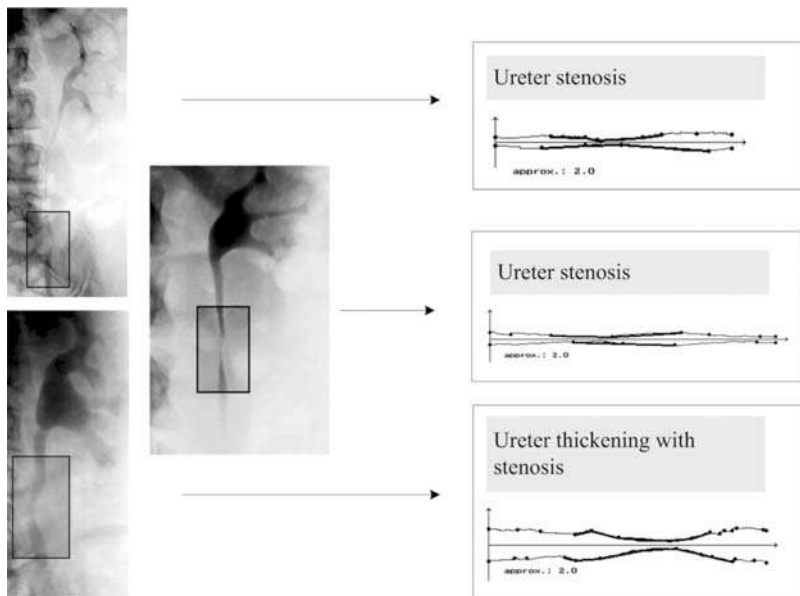 Ureter stenosis
approx.: 2.0
Ureter stenosis
approx.: 2.0
Ureter thickening with
stenosis
approx.: 2.0